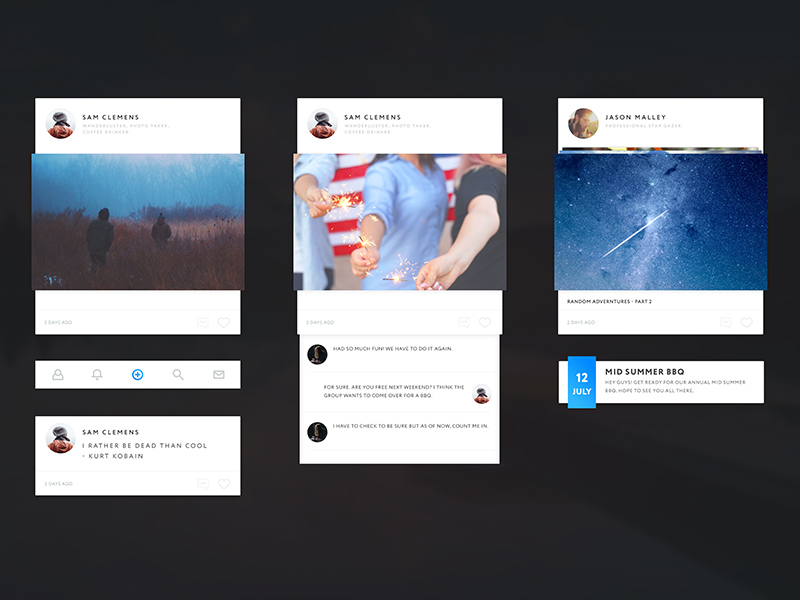 SAM CLEMENS
WANDERLUSTER, PHOTO TAKER,
COFFEE DRINKER.
3 DAYS AGO
SAM CLEMENS
I RATHER BE DEAD THAN COOL
- KURT KOBAIN
3 DAYS AGO
SAM CLEMENS
WANDERLUSTER, PHOTO TAKER,
COFFEE DRINKER.
2 DAYS AGO
HAD SO MUCH FUN! WE HAVE TO DO IT AGAIN.
FOR SURE. ARE YOU FREE NEXT WEEKEND? I THINK THE
GROUP WANTS TO COME OVER FOR A BBQ.
I HAVE TO CHECK TO BE SURE BUT AS OF NOW, COUNT ME IN.
JASON MALLEY
PROFESSIONAL STAR GAZER.
RANDOM ADVERNTURES - PART 2
2 DAYS AGO
12
JULY
MID SUMMER BBQ
HEY GUYS! GET READY FOR OUR ANNUAL MID SUMMER
BBQ. HOPE TO SEE YOU ALL THERE.